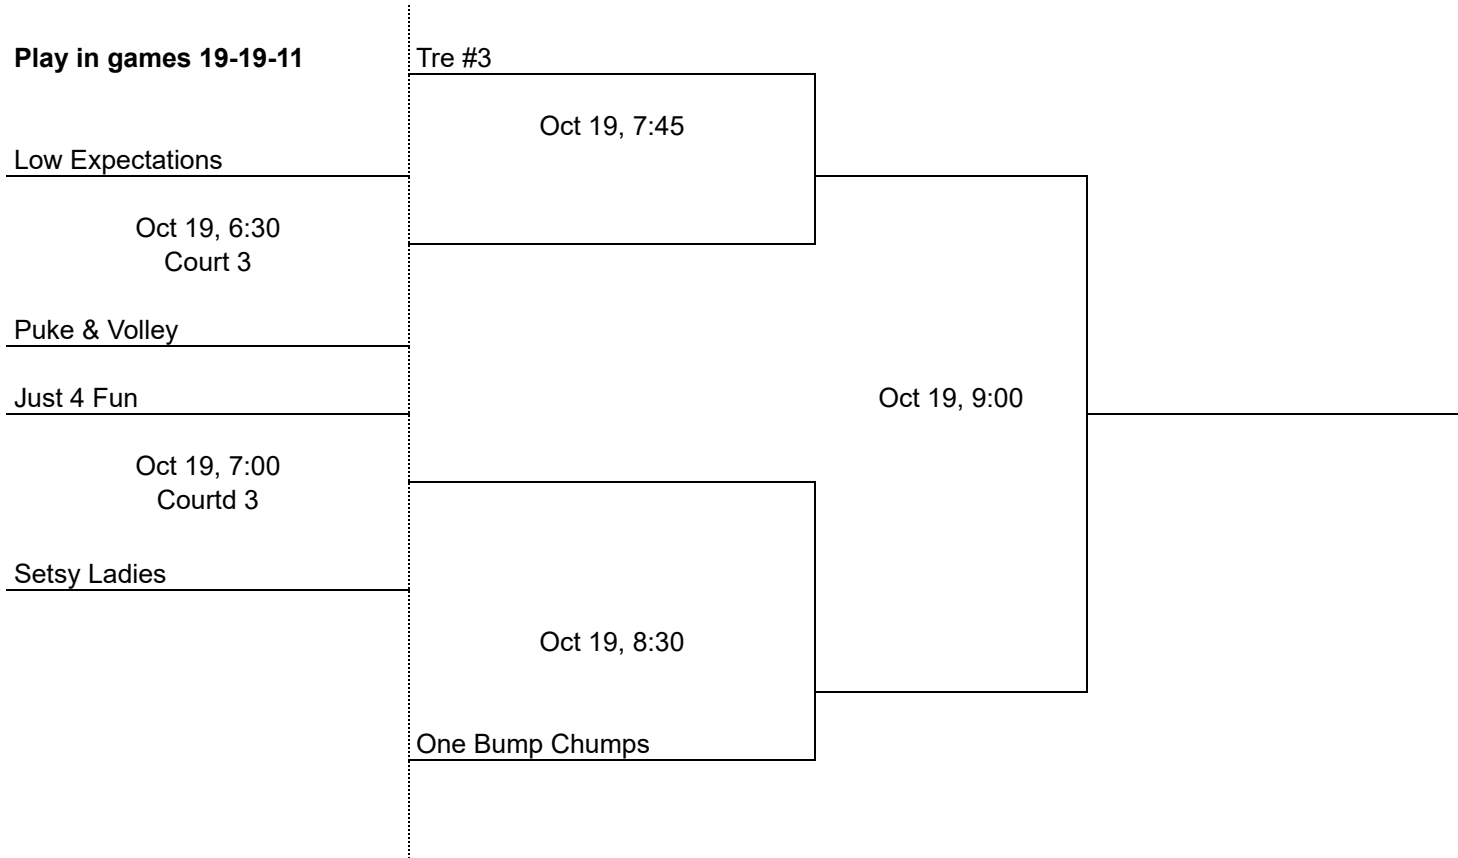 Play in games 19-19-11
Tre #3
Oct 19, 7:45
Low Expectations
Oct 19, 6:30
Court 3
Puke & Volley
Just 4 Fun
Oct 19, 9:00
Oct 19, 7:00
Courtd 3
Setsy Ladies
Oct 19, 8:30
One Bump Chumps